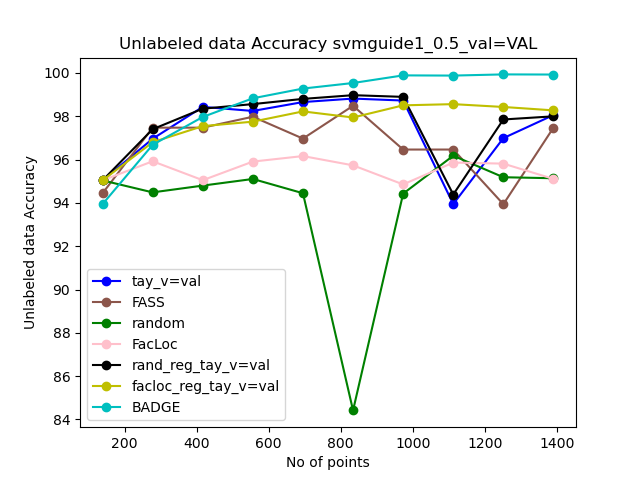 Unlabeled data Accuracy svmguide1_0.5_val=VAL
100
98
96
94
92
90
88
86
84
Unlabeled data Accuracy
tay_v=val
FASS
random
FacLoc
rand_reg_tay_v=val
facloc_reg_tay_v=val
BADGE
200 400 600 800 1000 1200 1400
No of points